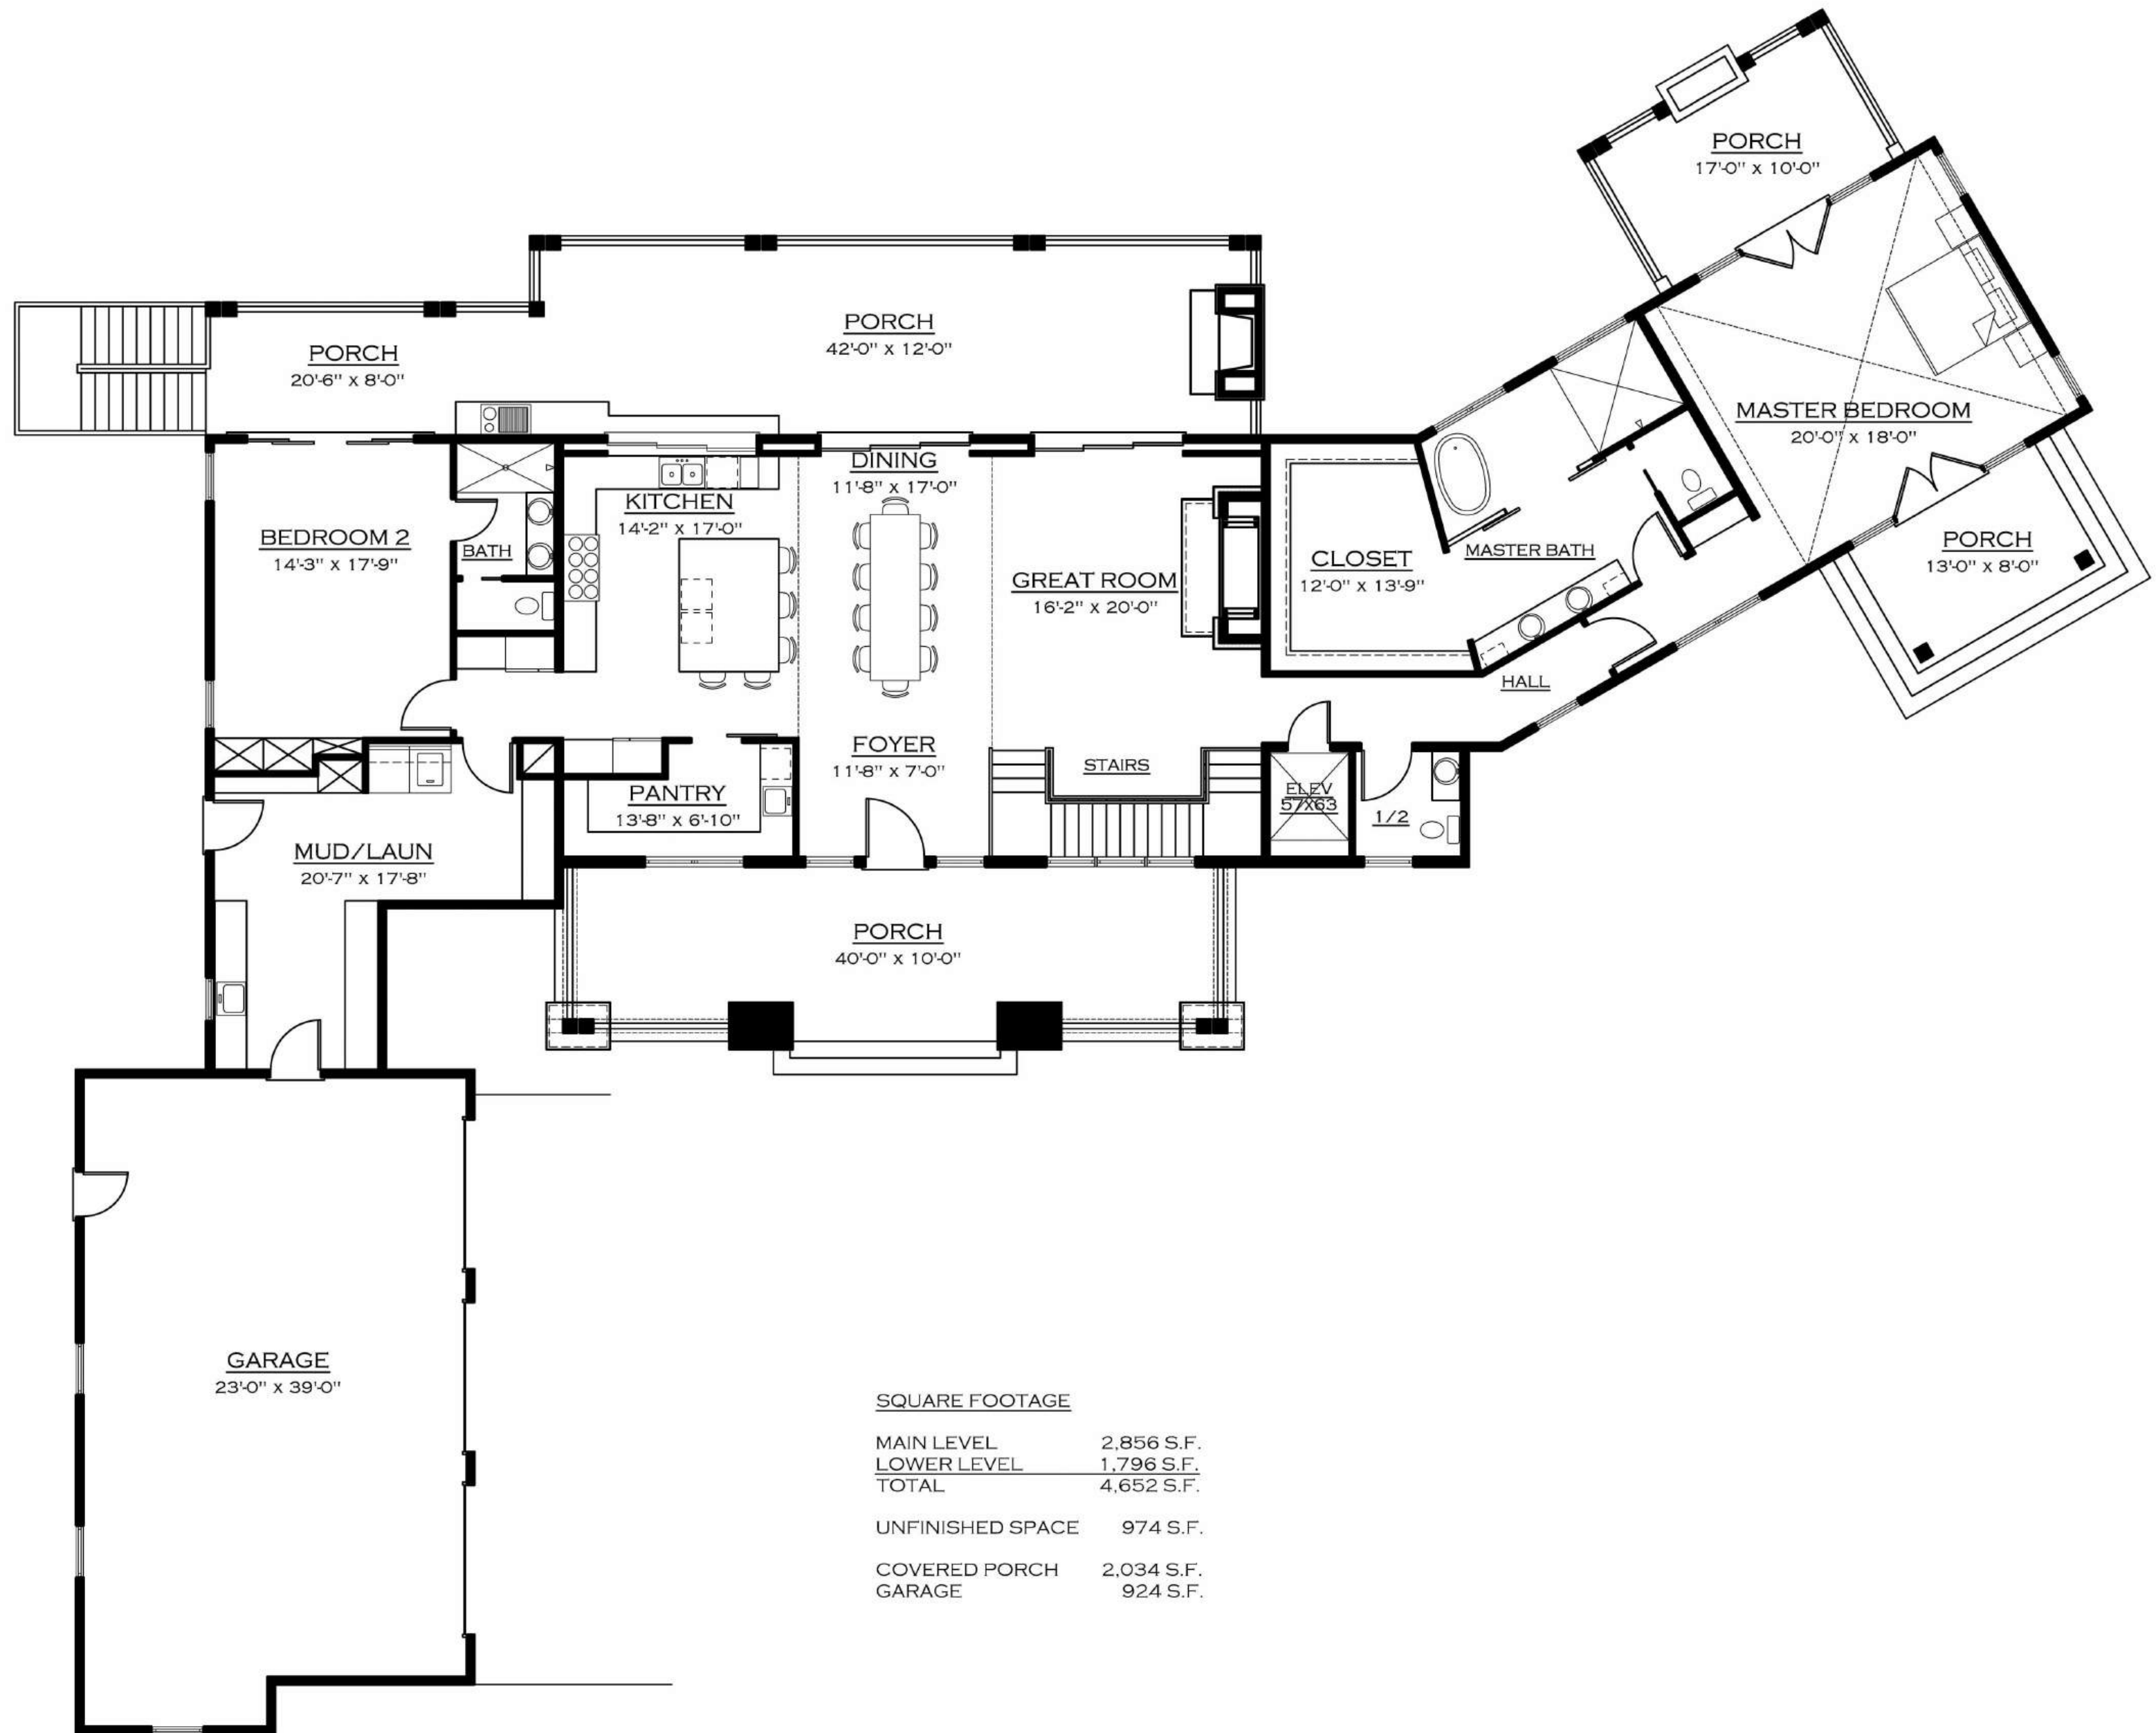 PORCH
17'-0" x 10'-0"
PORCH
42'-0" x 12'-0"
PORCH
20'-6" x 8'-0"
MASTER BEDROOM
20'-0" x 18'-0"
DINING
11'-8" x 17'-0"
KITCHEN
14'-2" x 17'-0"
BEDROOM 2
14'-3" x 17'-9"
BATH
GREAT ROOM
16'-2" x 20'-0"
CLOSET
12'-0" x 13'-9"
MASTER BATH
PORCH
13'-0" x 8'-0"
HALL
FOYER
11'-8" x 7'-0"
STAIRS
ELEV
57X63
1/2
PANTRY
13'-8" x 6'-10"
MUD/LAUN
20'-7" x 17'-8"
PORCH
40'-0" x 10'-0"
GARAGE
23'-0" x 39'-0"
SQUARE FOOTAGE
MAIN LEVEL 2,856 S.F.
LOWER LEVEL 1,796 S.F.
TOTAL 4,652 S.F.
UNFINISHED SPACE 974 S.F.
COVERED PORCH 2,034 S.F.
GARAGE 924 S.F.